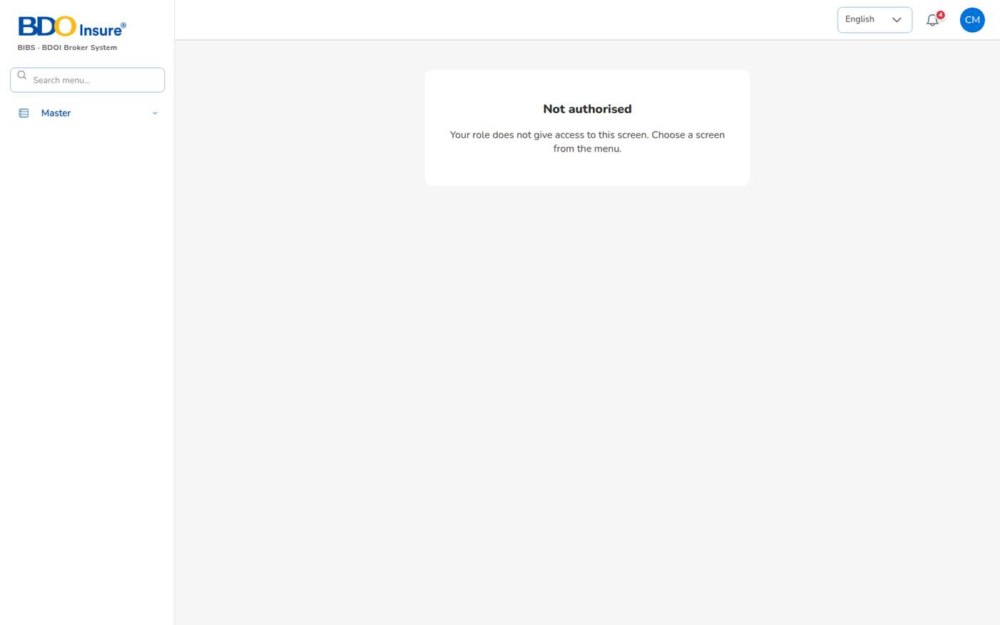 BDO Insure®
BIBS · BDOI Broker System
Search menu...
Master
English
4
CM
Not authorised
Your role does not give access to this screen. Choose a screen
from the menu.